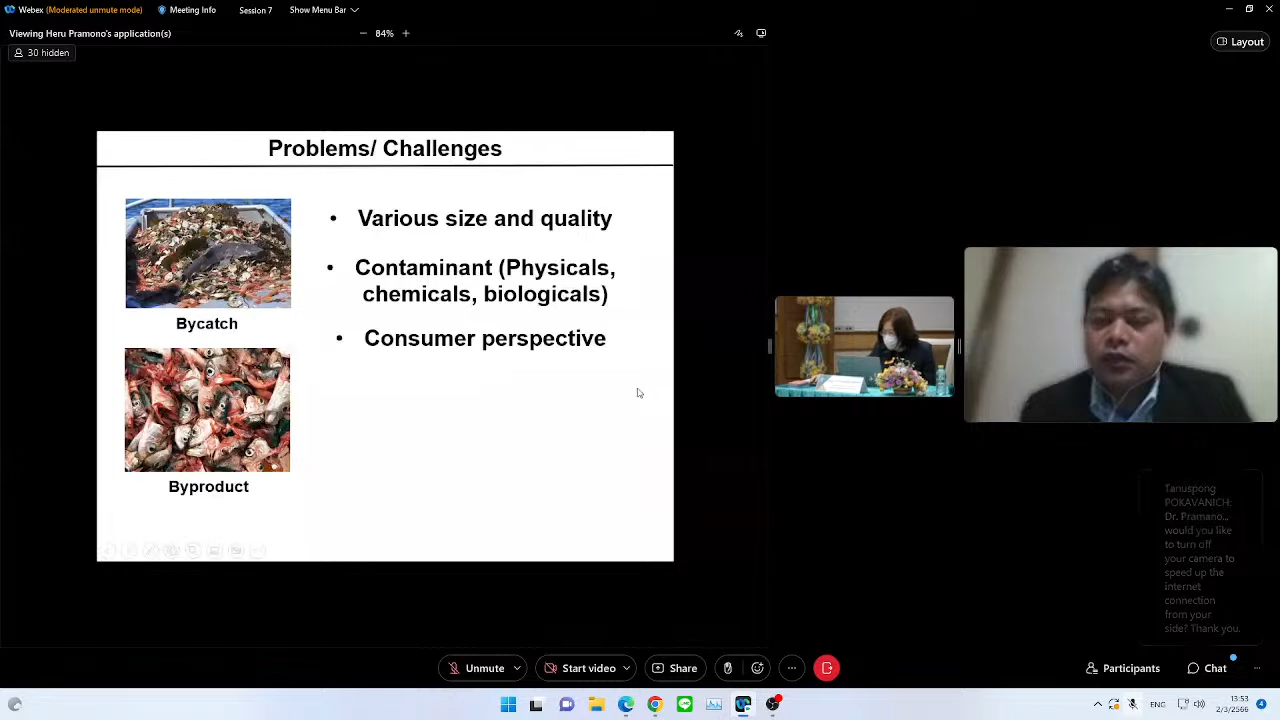 Webex (Moderated unmute mode) Meeting Info Session 7 Show Menu Bar
Viewing Heru Pramono's application(s) 84%
30 hidden
Layout
Problems/ Challenges
• Various size and quality
• Contaminant (Physicals,
chemicals, biologicals)
• Consumer perspective
Bycatch
Byproduct
Tanuspong
POKAVANICH:
Dr. Pramano...
would you like
to turn off
your camera to
speed up the
internet
connection
from your
side? Thank you.
Unmute Start video Share Participants Chat
ENG 13:53
2/3/2566